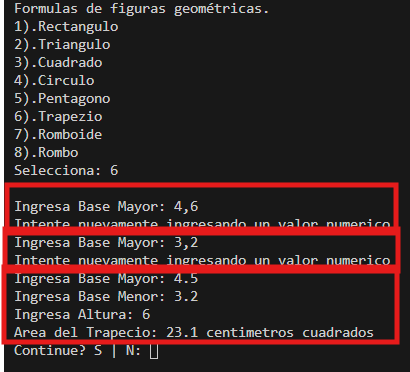 Formulas de figuras geométricas.
1).Rectangulo
2).Triangulo
3).Cuadrado
4).Circulo
5).Pentagono
6).Trapezio
7).Romboide
8).Rombo
Selecciona: 6
Ingresa Base Mayor: 4,6
Intente nuevamente ingresando un valor numerico
Ingresa Base Mayor: 3,2
Intente nuevamente ingresando un valor numerico
Ingresa Base Mayor: 4.5
Ingresa Base Menor: 3.2
Ingresa Altura: 6
Area del Trapecio: 23.1 centimetros cuadrados
Continue? S | N: